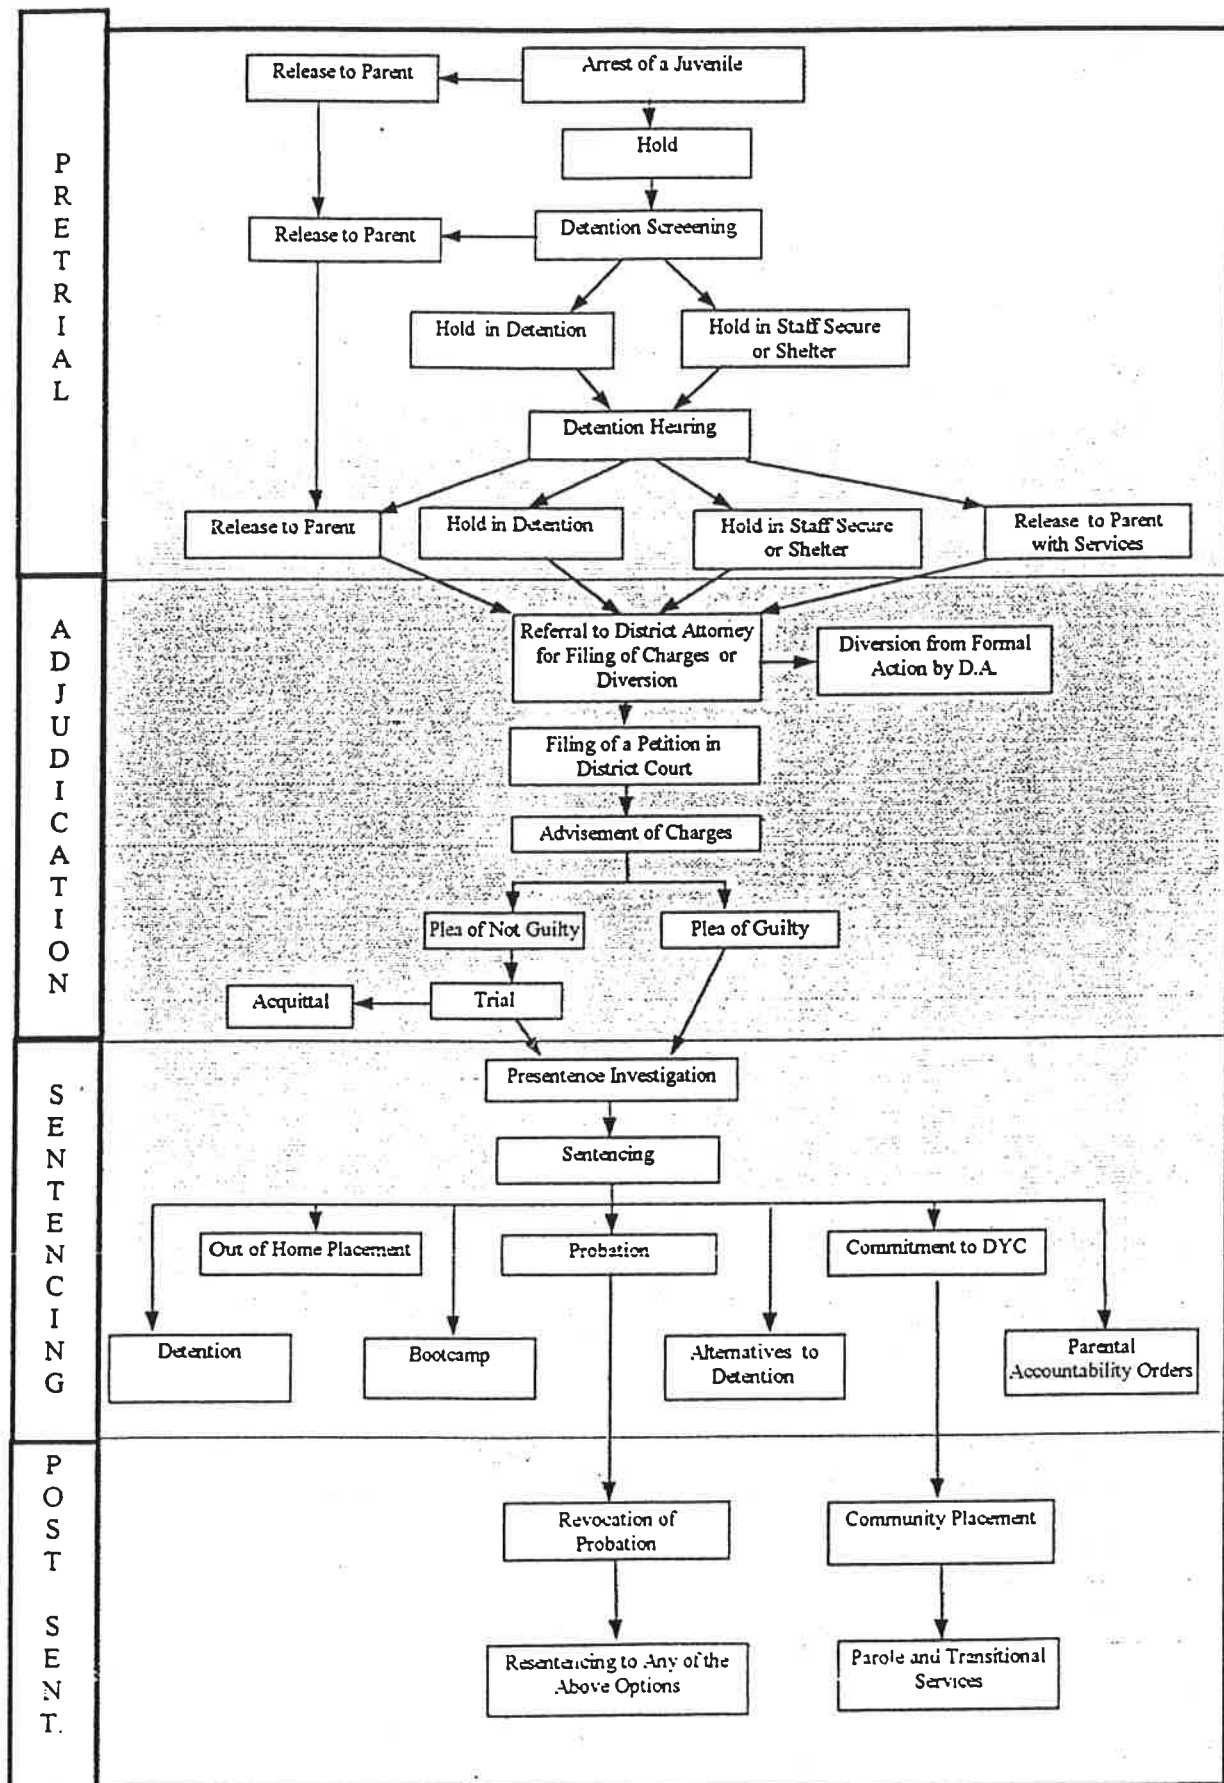 PRETRIAL
Arrest of a Juvenile
Release to Parent
Hold
Detention Screening
Release to Parent
Hold in Detention
Hold in Staff Secure
or Shelter
Detention Hearing
Release to Parent
Hold in Detention
Hold in Staff Secure
or Shelter
Release to Parent
with Services
ADJUDICATION
Referral to District Attorney
for Filing of Charges or
Diversion
Diversion from Formal
Action by D.A.
Filing of a Petition in
District Court
Advisement of Charges
Plea of Not Guilty
Plea of Guilty
Acquittal
Trial
SENTENCING
Presentence Investigation
Sentencing
Out of Home Placement
Probation
Commitment to DYC
Detention
Bootcamp
Alternatives to
Detention
Parental
Accountability Orders
POST SENT.
Revocation of
Probation
Community Placement
Resentencing to Any of the
Above Options
Parole and Transitional
Services